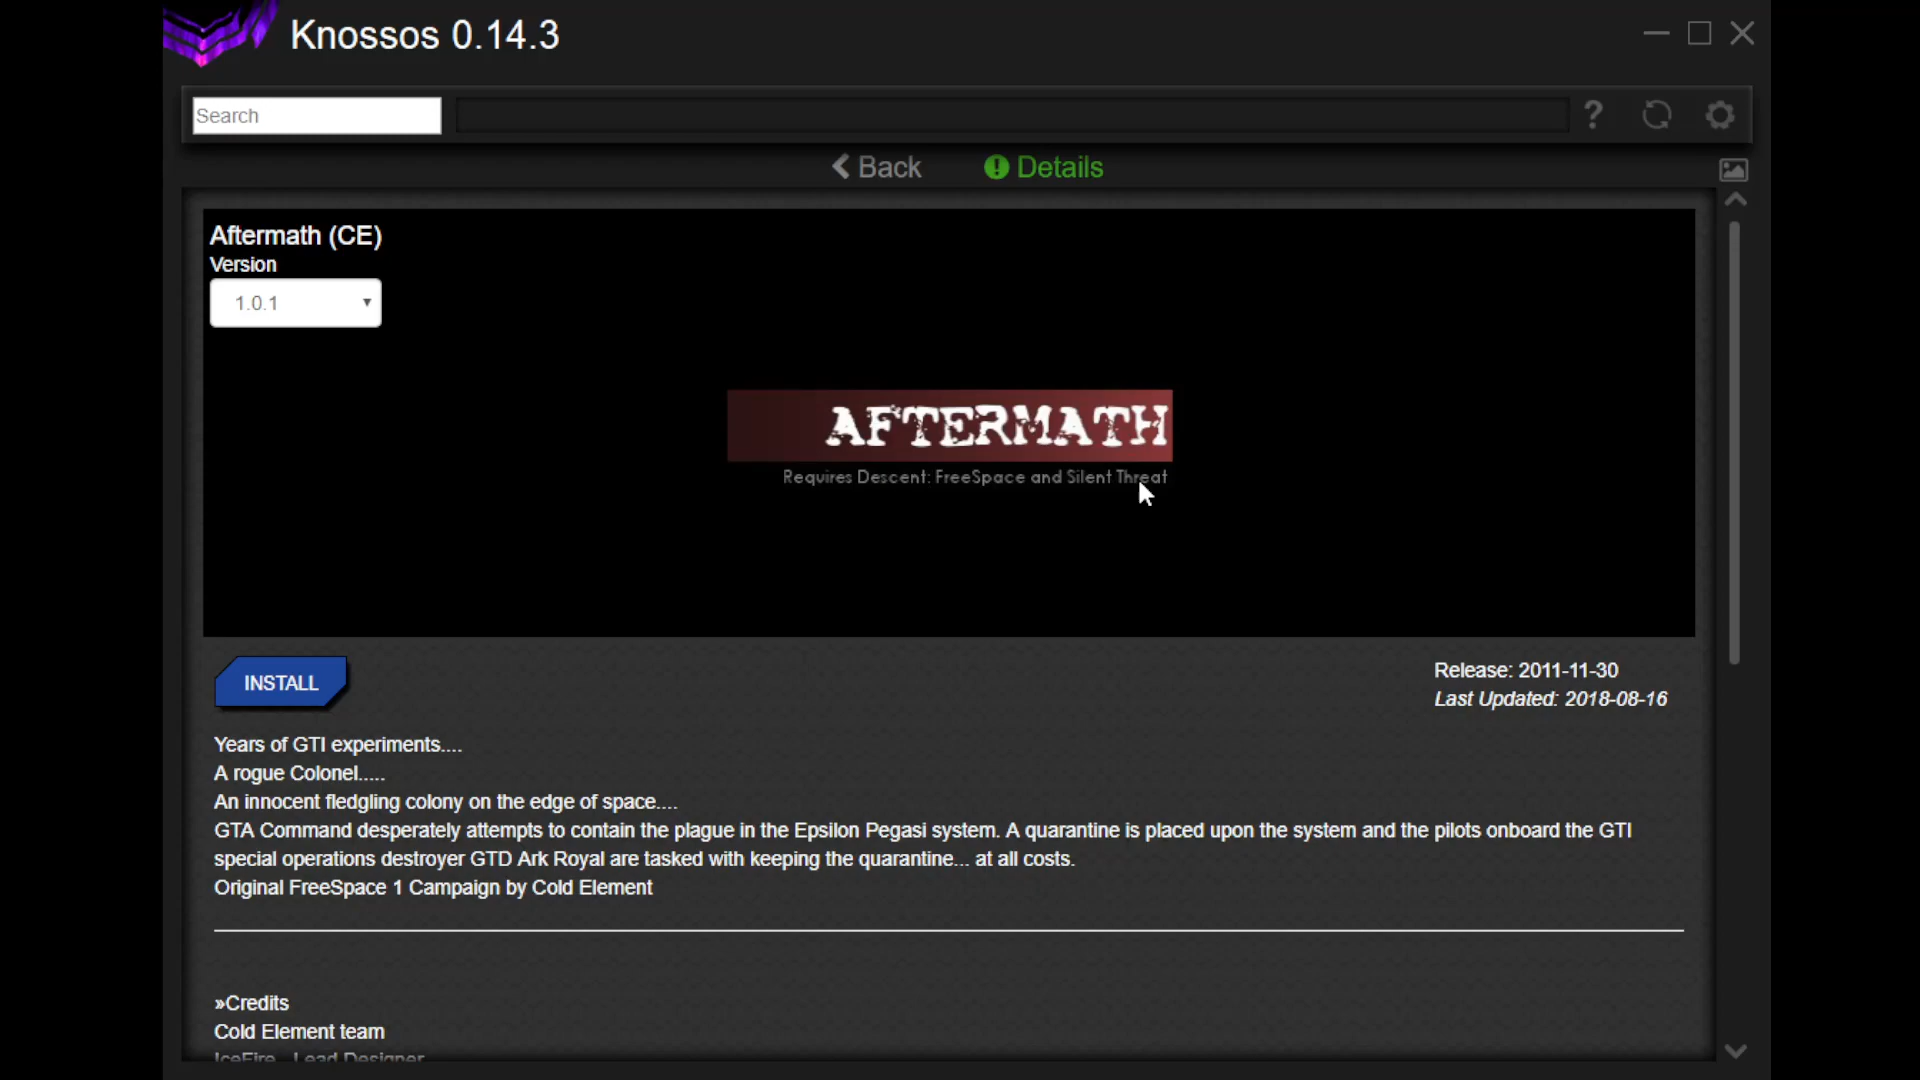 Knossos 0.14.3
Search
?
Back
Details
Aftermath (CE)
Version
1.0.1
AFTERMATH
Requires Descent: FreeSpace and Silent Threat
INSTALL
Release: 2011-11-30
Last Updated: 2018-08-16
Years of GTI experiments....
A rogue Colonel.....
An innocent fledgling colony on the edge of space....
GTA Command desperately attempts to contain the plague in the Epsilon Pegasi system. A quarantine is placed upon the system and the pilots onboard the GTI
special operations destroyer GTD Ark Royal are tasked with keeping the quarantine... at all costs.
Original FreeSpace 1 Campaign by Cold Element
»Credits
Cold Element team
IceFire - Lead Designer